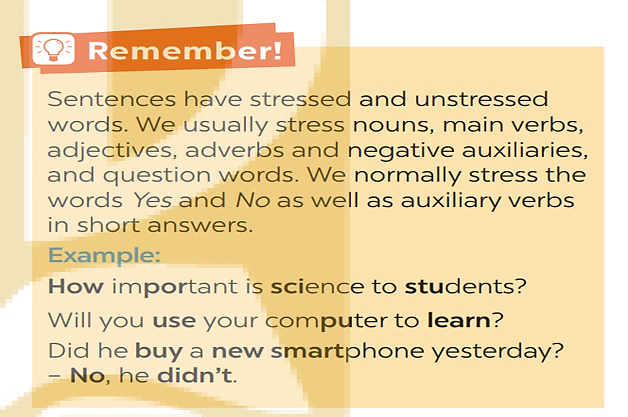 Remember!
Sentences have stressed and unstressed
words. We usually stress nouns, main verbs,
adjectives, adverbs and negative auxiliaries,
and question words. We normally stress the
words Yes and No as well as auxiliary verbs
in short answers.
Example:
How important is science to students?
Will you use your computer to learn?
Did he buy a new smartphone yesterday?
– No, he didn't.